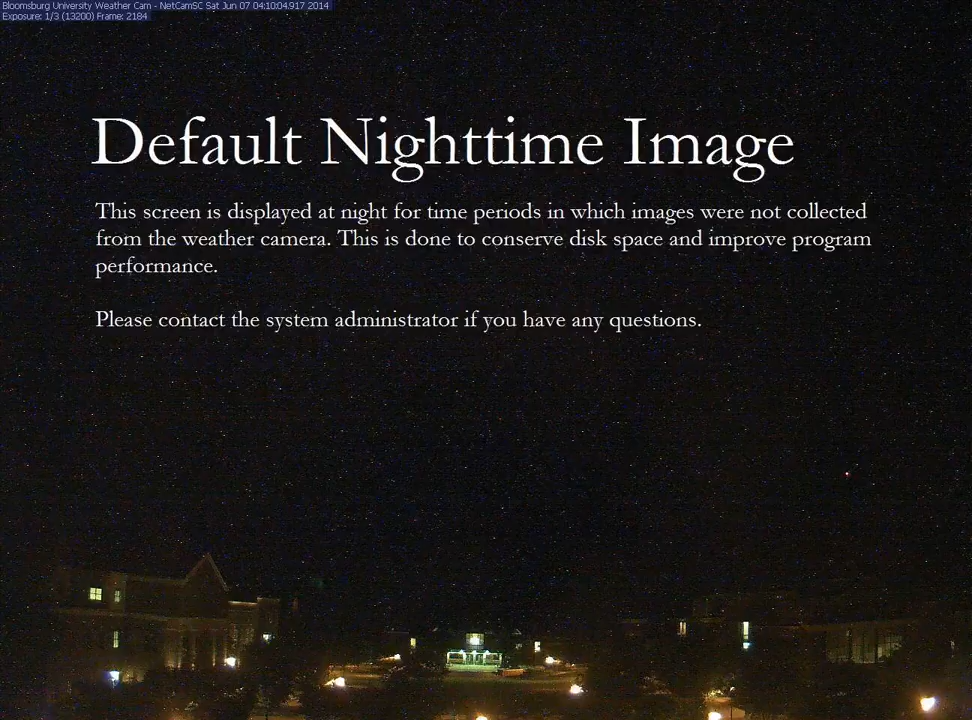 Bloomsburg University Weather Cam - NetCamSC Sat Jun 07 04:10:04.917 2014
Exposure: 1/3 (13200) Frame: 2184
Default Nighttime Image
This screen is displayed at night for time periods in which images were not collected
from the weather camera. This is done to conserve disk space and improve program
performance.
Please contact the system administrator if you have any questions.